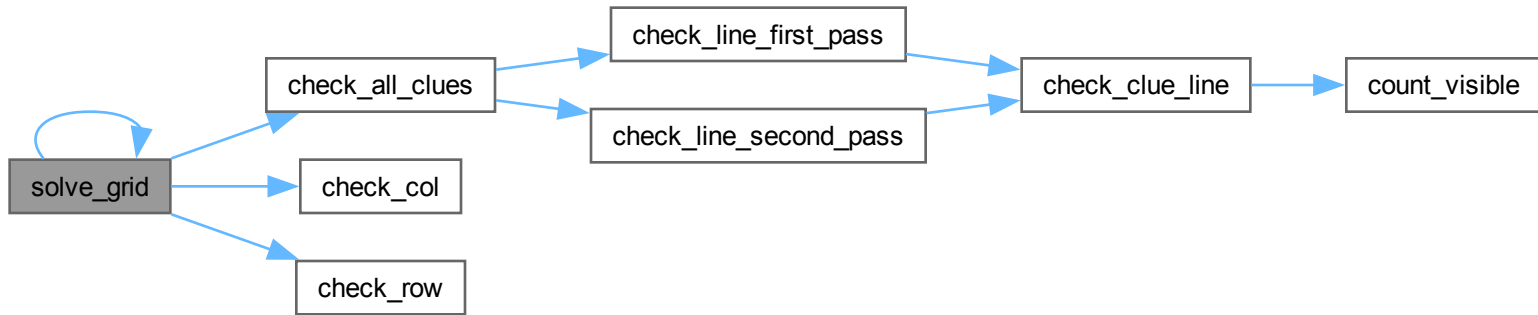 solve_grid
check_all_clues
check_col
check_row
check_line_first_pass
check_line_second_pass
check_clue_line
count_visible